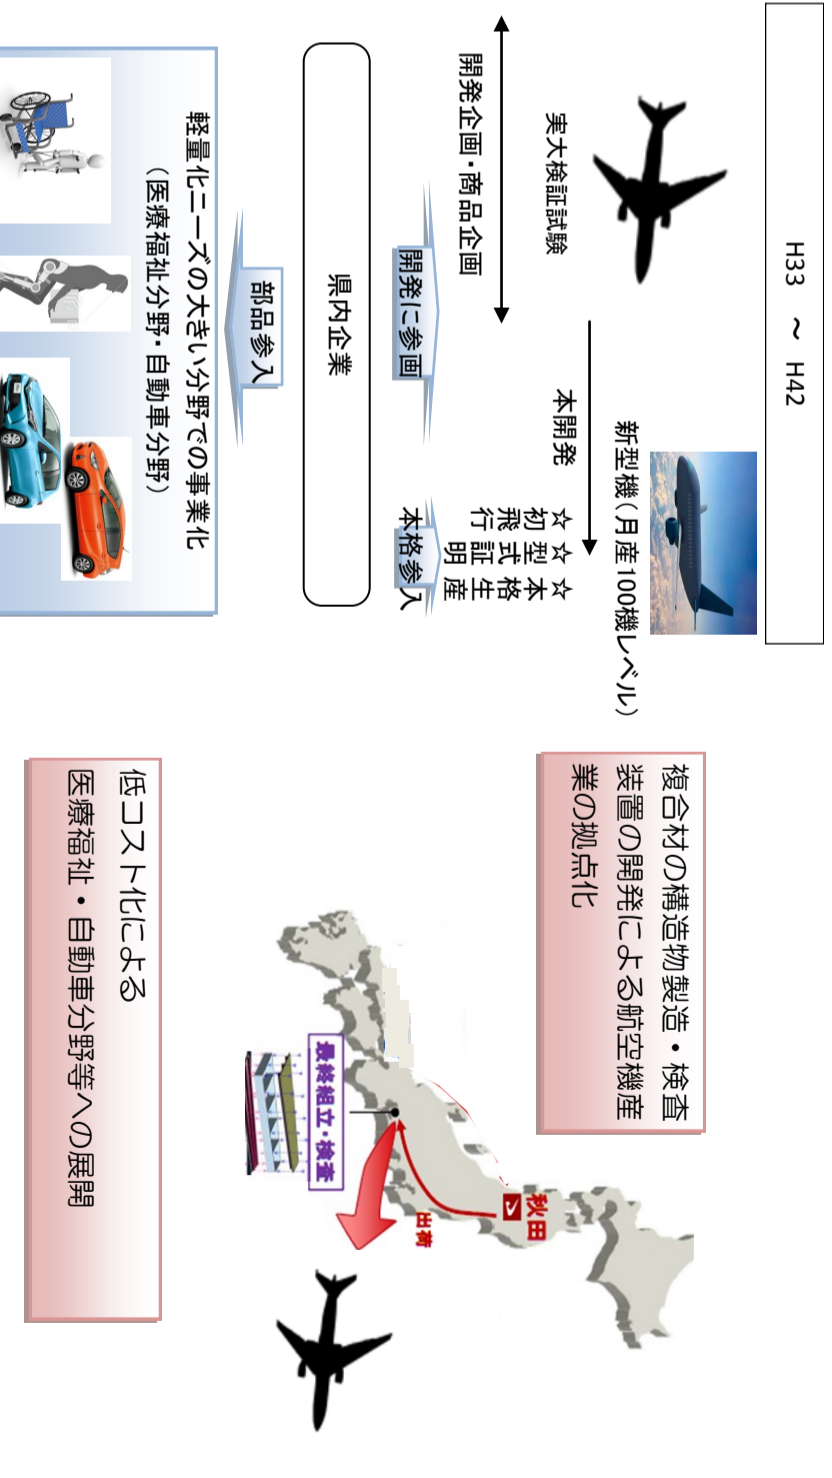 H33　～　H42
実大検証試験
開発企画・商品企画
本開発
新型機（月産100機レベル）
☆初飛行
☆型式証明
☆本格生産
開発に参画
本格参入
県内企業
部品参入
軽量化ニーズの大きい分野での事業化
（医療福祉分野・自動車分野）
複合材の構造物製造・検査
装置の開発による航空機産
業の拠点化
秋田
出荷
最終組立・検査
低コスト化による
医療福祉・自動車分野等への展開